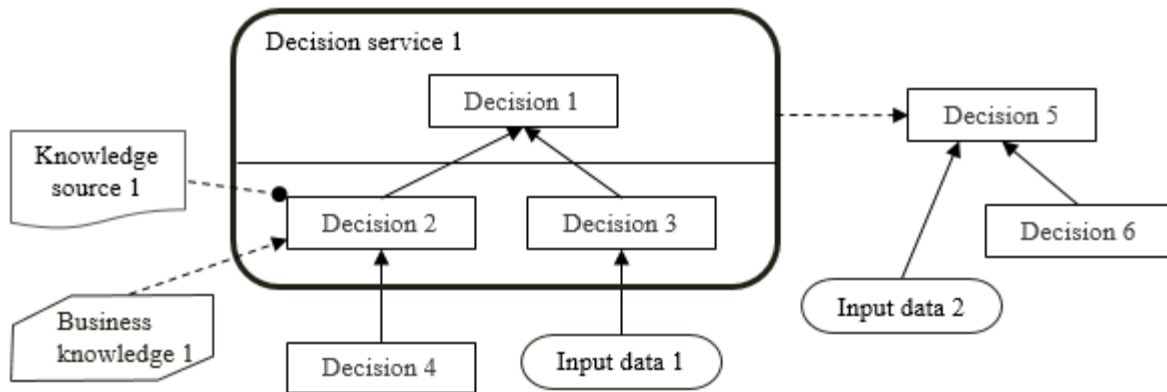 Decision service 1
Decision 1
Decision 5
Knowledge
source 1
Decision 2
Decision 3
Decision 6
Input data 2
Business
knowledge 1
Decision 4
Input data 1